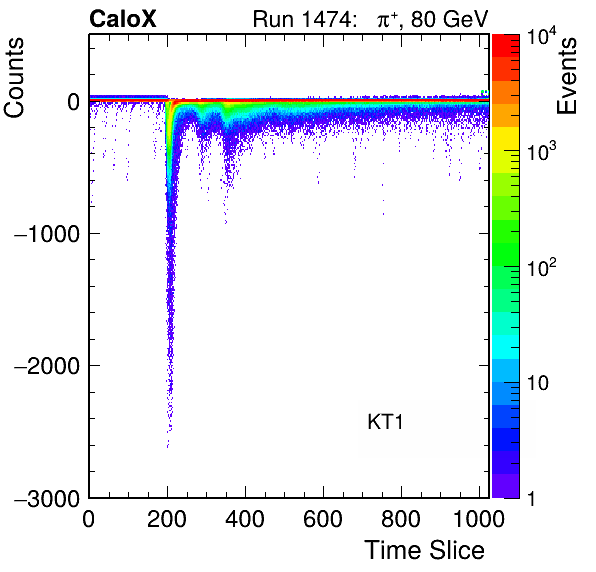 CaloX Run 1474: π⁺, 80 GeV
Counts
Events
0
−1000
−2000
−3000
0 200 400 600 800 1000
Time Slice
KT1
10⁴
10³
10²
10
1